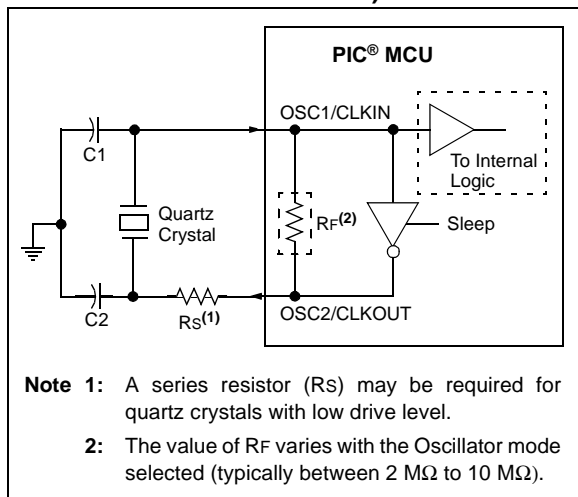 PIC® MCU
OSC1/CLKIN
C1
To Internal
Logic
Quartz
Crystal
RF(2)
Sleep
C2
RS(1)
OSC2/CLKOUT
Note 1: A series resistor (RS) may be required for
quartz crystals with low drive level.
2: The value of RF varies with the Oscillator mode
selected (typically between 2 MΩ to 10 MΩ).